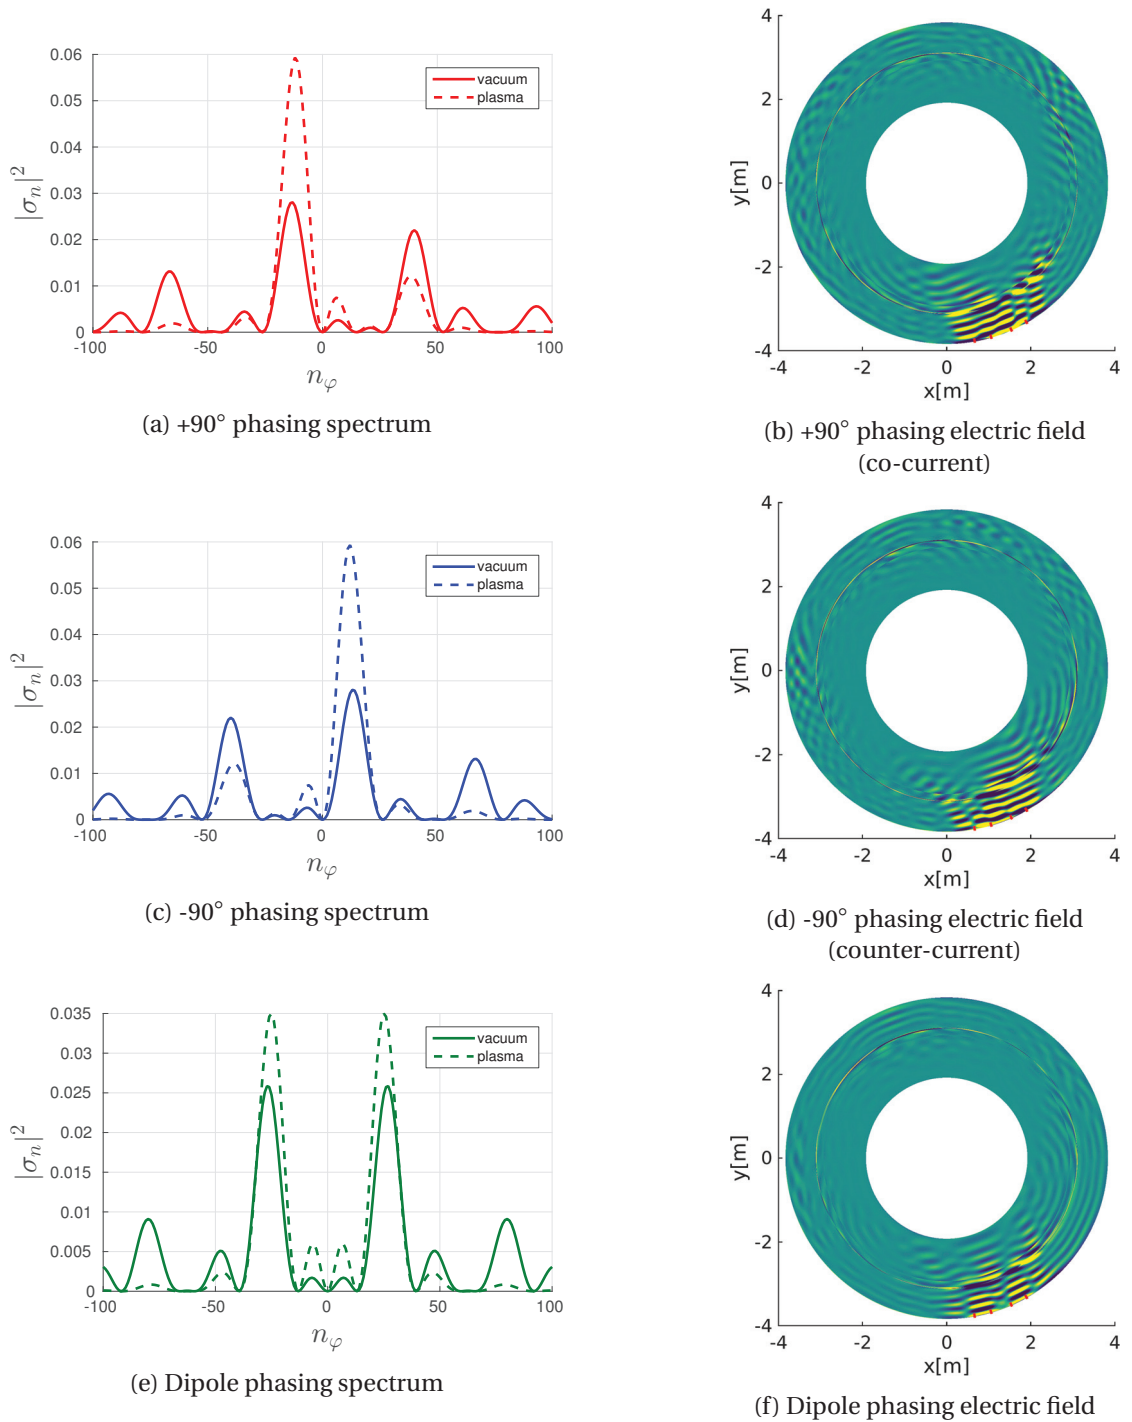 0.06
0.05
0.04
0.03
0.02
0.01
0
-100
-50
0
50
100
|σₙ|²
n_φ
vacuum
plasma
(a) +90° phasing spectrum
4
2
0
-2
-4
-4
-2
0
2
4
y[m]
x[m]
(b) +90° phasing electric field
(co-current)
0.06
0.05
0.04
0.03
0.02
0.01
0
-100
-50
0
50
100
|σₙ|²
n_φ
vacuum
plasma
(c) -90° phasing spectrum
4
2
0
-2
-4
-4
-2
0
2
4
y[m]
x[m]
(d) -90° phasing electric field
(counter-current)
0.035
0.03
0.025
0.02
0.015
0.01
0.005
0
-100
-50
0
50
100
|σₙ|²
n_φ
vacuum
plasma
(e) Dipole phasing spectrum
4
2
0
-2
-4
-4
-2
0
2
4
y[m]
x[m]
(f) Dipole phasing electric field